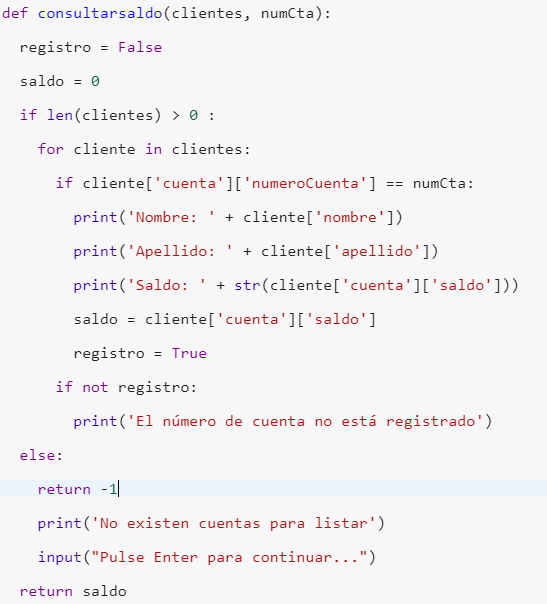 def consultarsaldo(clientes, numCta):
  registro = False
  saldo = 0
  if len(clientes) > 0 :
    for cliente in clientes:
      if cliente['cuenta']['numeroCuenta'] == numCta:
        print('Nombre: ' + cliente['nombre'])
        print('Apellido: ' + cliente['apellido'])
        print('Saldo: ' + str(cliente['cuenta']['saldo']))
        saldo = cliente['cuenta']['saldo']
        registro = True
      if not registro:
        print('El número de cuenta no está registrado')
  else:
    return -1
    print('No existen cuentas para listar')
    input("Pulse Enter para continuar...")
  return saldo